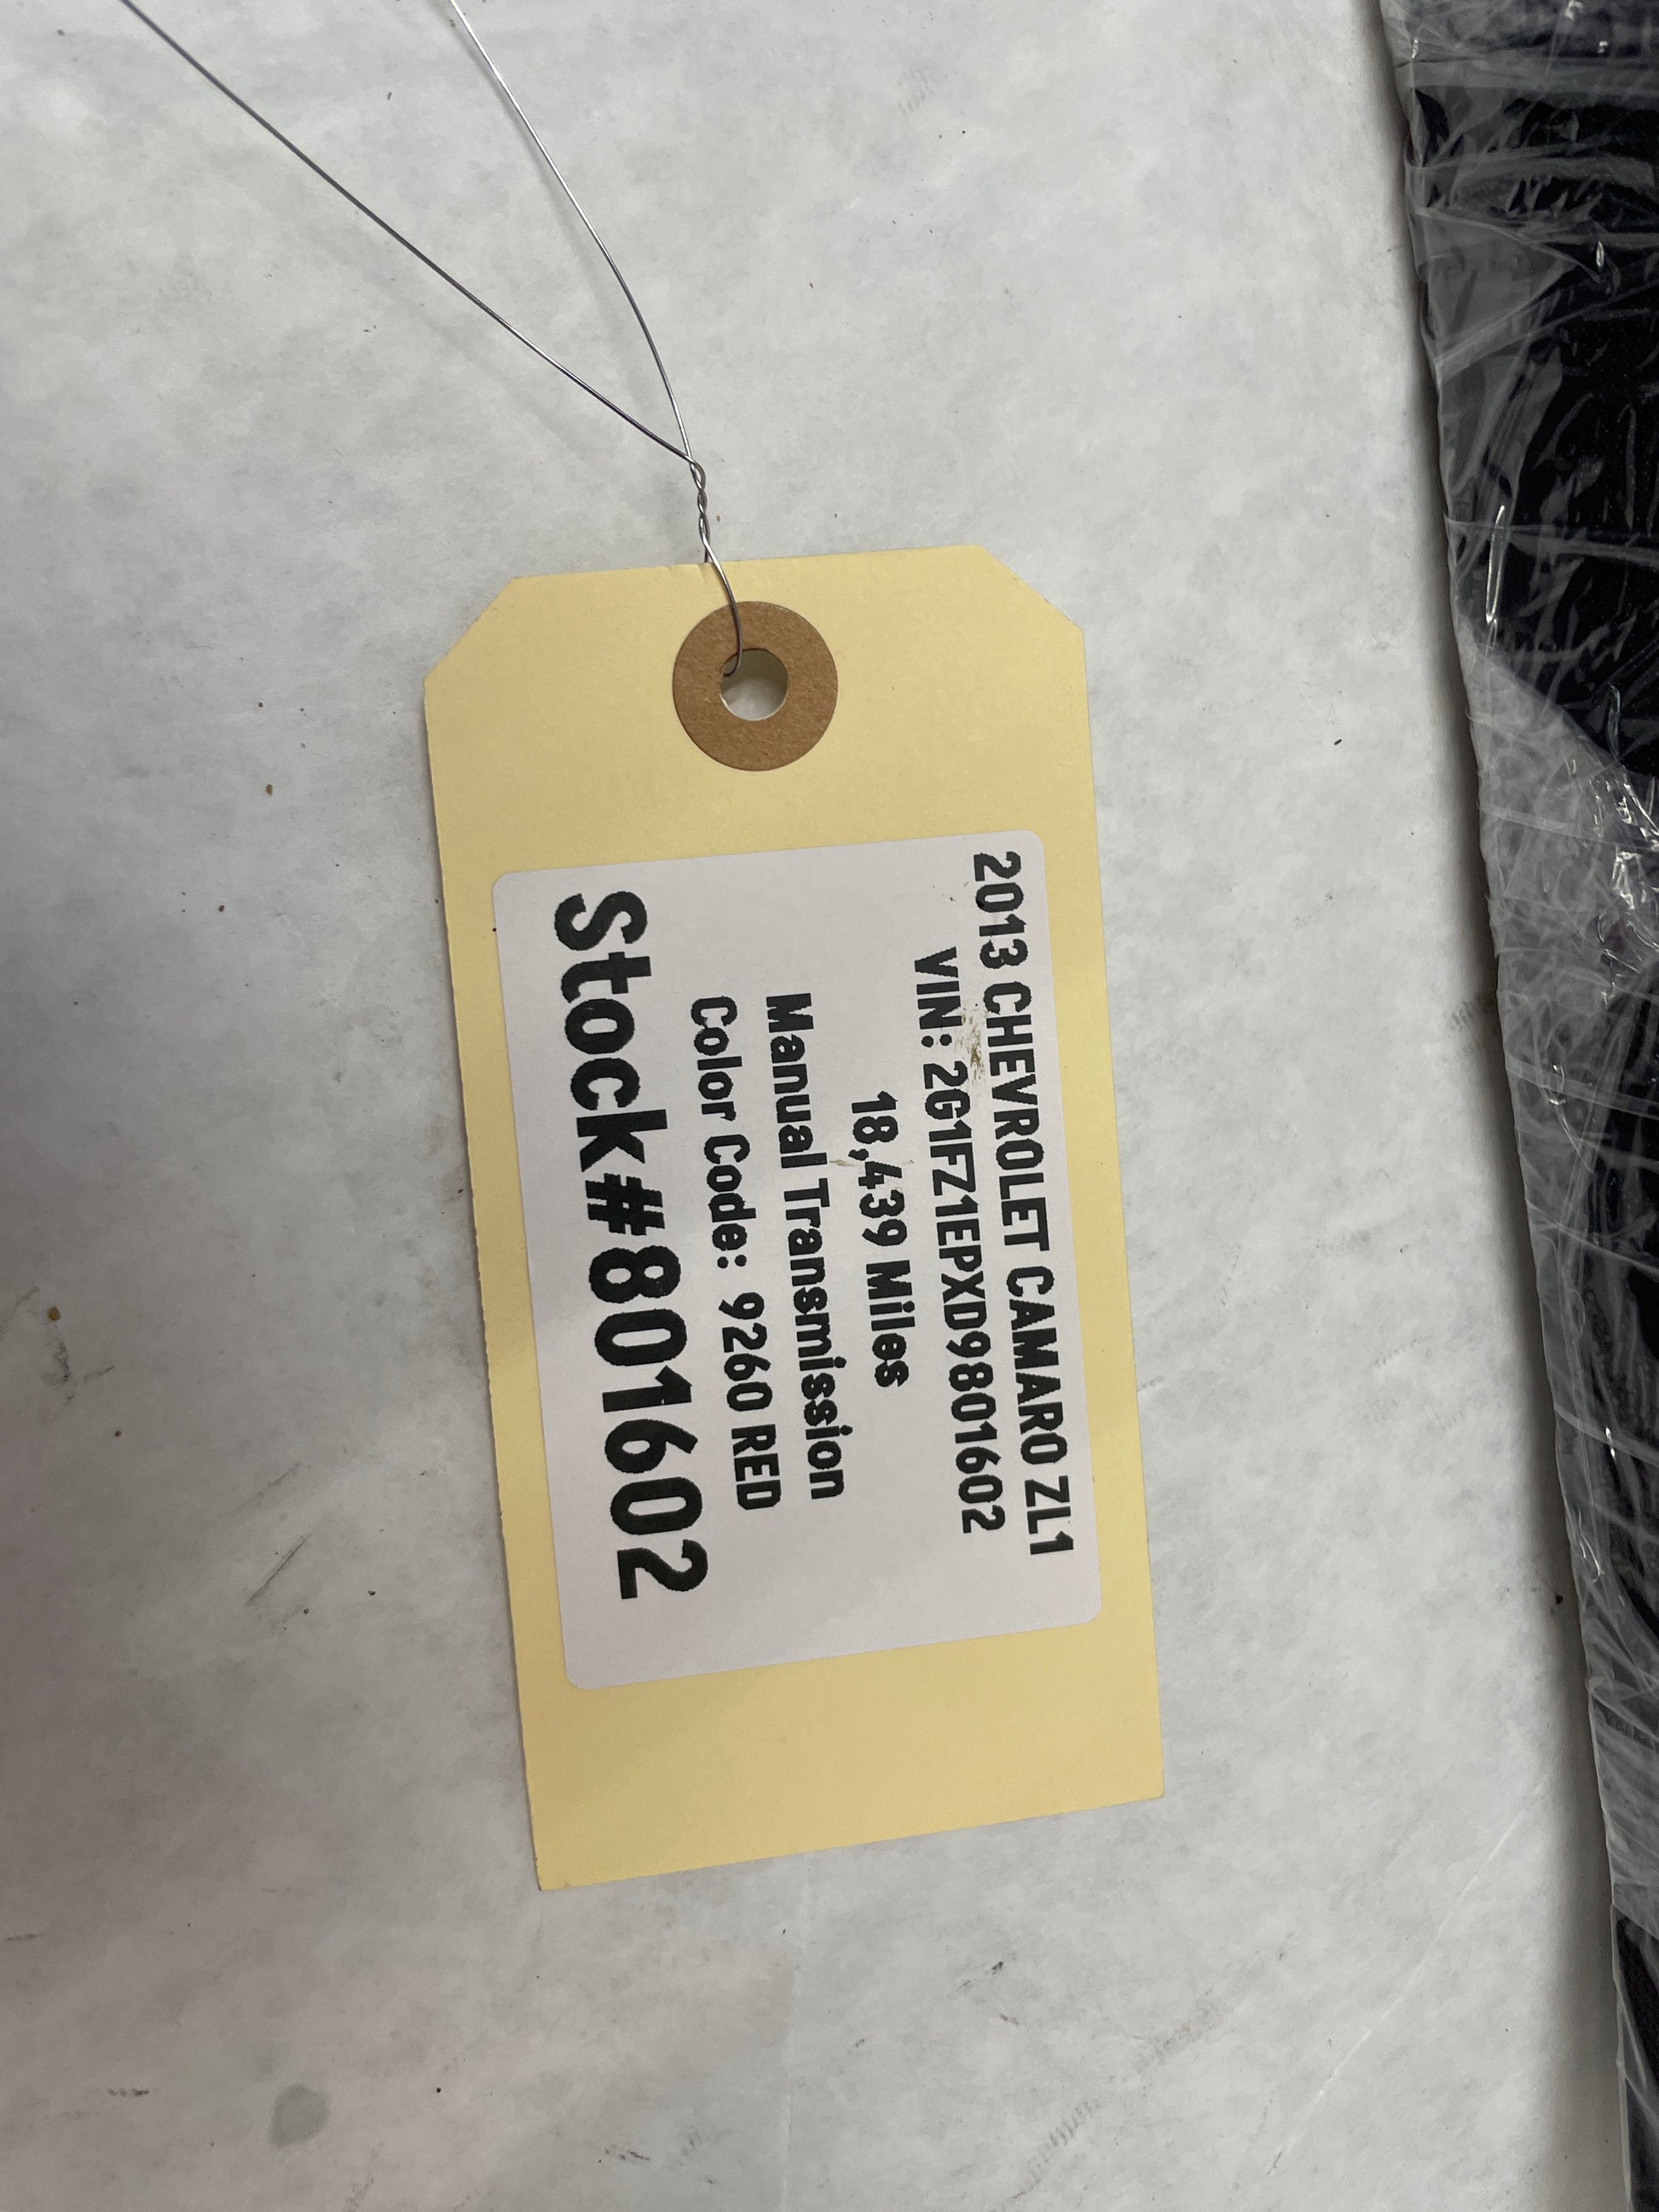 2013 CHEVROLET CAMARO ZL1
VIN: 2G1FZ1EPXD9801602
18,439 Miles
Manual Transmission
Color Code: 9260 RED
Stock#801602